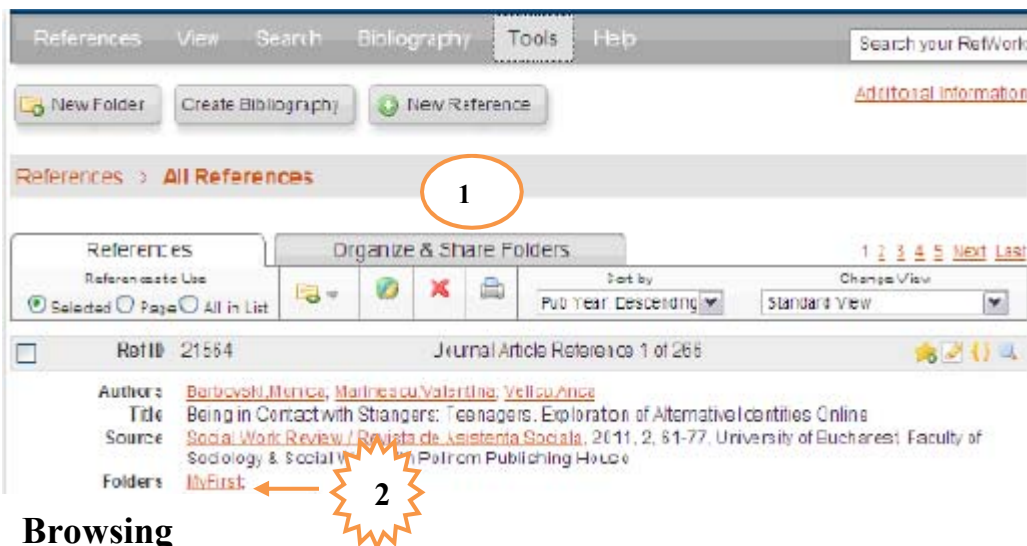 References View Search Bibliography Tools Help Search your RefWork
New Folder Create Bibliography New Reference Additional Information
References > All References
1
References Organize & Share Folders 1 2 3 4 5 Next Last
References to Use Sort by Change View
Selected Page All in List Pub Year, Descending Standard View
Ref ID 21564 Journal Article Reference 1 of 266
Authors Barbovski,Monica; Marinescu,Valentina; Velicu,Anca
Title Being in Contact with Strangers: Teenagers. Exploration of Alternative Identities Online
Source Social Work Review / Revista de Asistenta Sociala, 2011, 2, 61-77, University of Bucharest, Faculty of
Sociology & Social Polirom Publishing House
Folders MyFirst;
2
Browsing